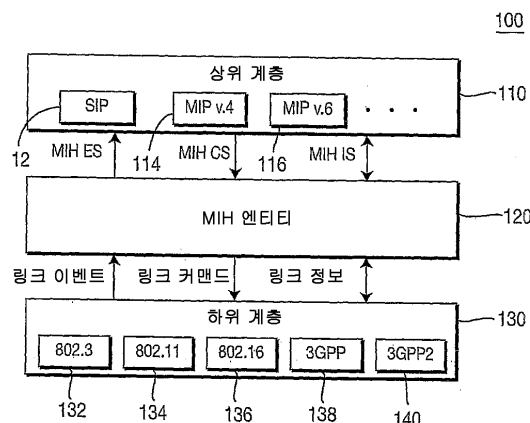 100
상위 계층
SIP
MIP v.4
MIP v.6
. . .
110
12
MIH ES
114
MIH CS
116
MIH IS
MIH 엔티티
120
링크 이벤트
링크 커맨드
링크 정보
하위 계층
130
802.3
802.11
802.16
3GPP
3GPP2
132
134
136
138
140